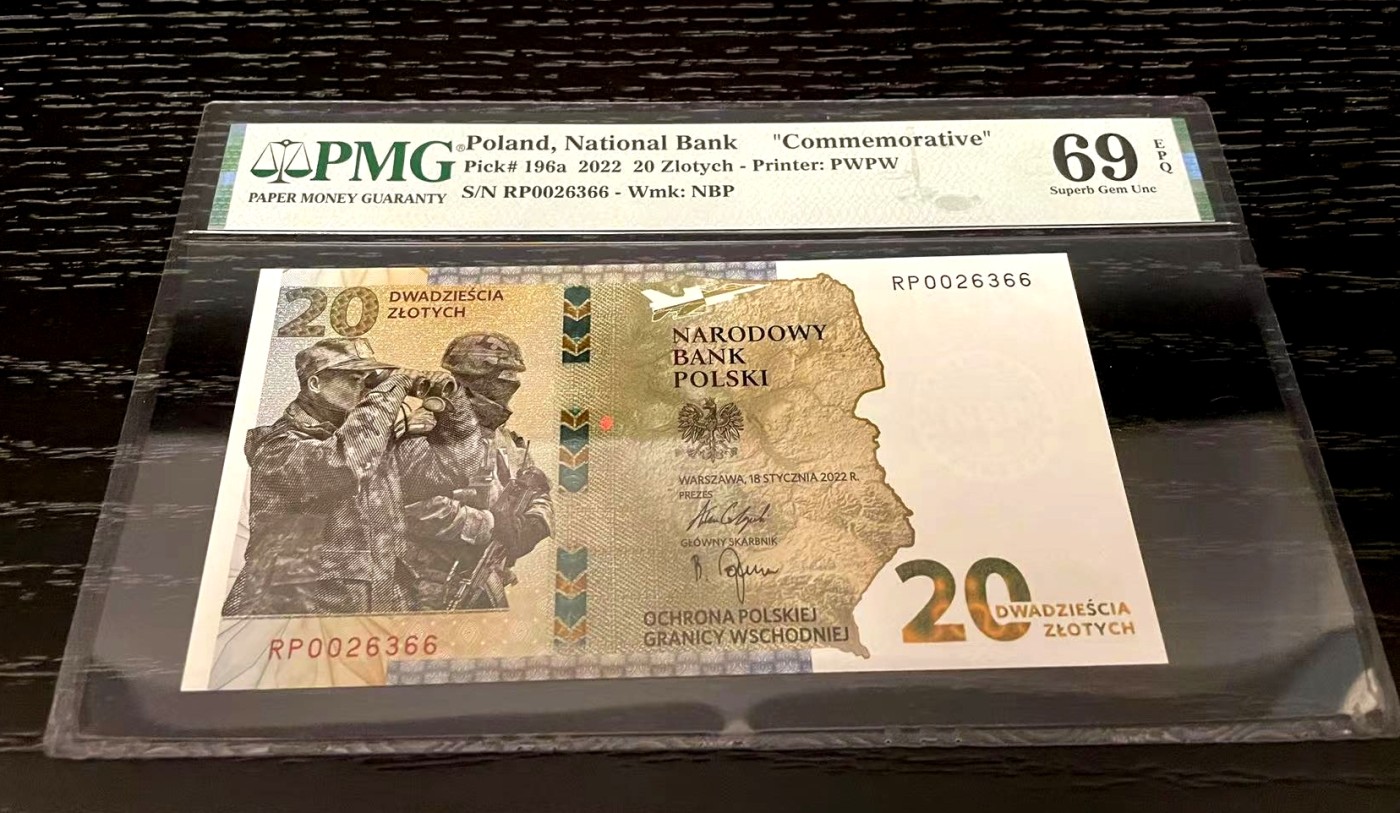 PMG®
PAPER MONEY GUARANTY
Poland, National Bank "Commemorative"
Pick# 196a 2022 20 Zlotych - Printer: PWPW
S/N RP0026366 - Wmk: NBP
69
EPQ
Superb Gem Unc
20 DWADZIEŚCIA
ZŁOTYCH
RP0026366
NARODOWY
BANK
POLSKI
WARSZAWA, 18 STYCZNIA 2022 R.
PREZES
GŁÓWNY SKARBNIK
OCHRONA POLSKIEJ
GRANICY WSCHODNIEJ
RP0026366
20 DWADZIEŚCIA
ZŁOTYCH